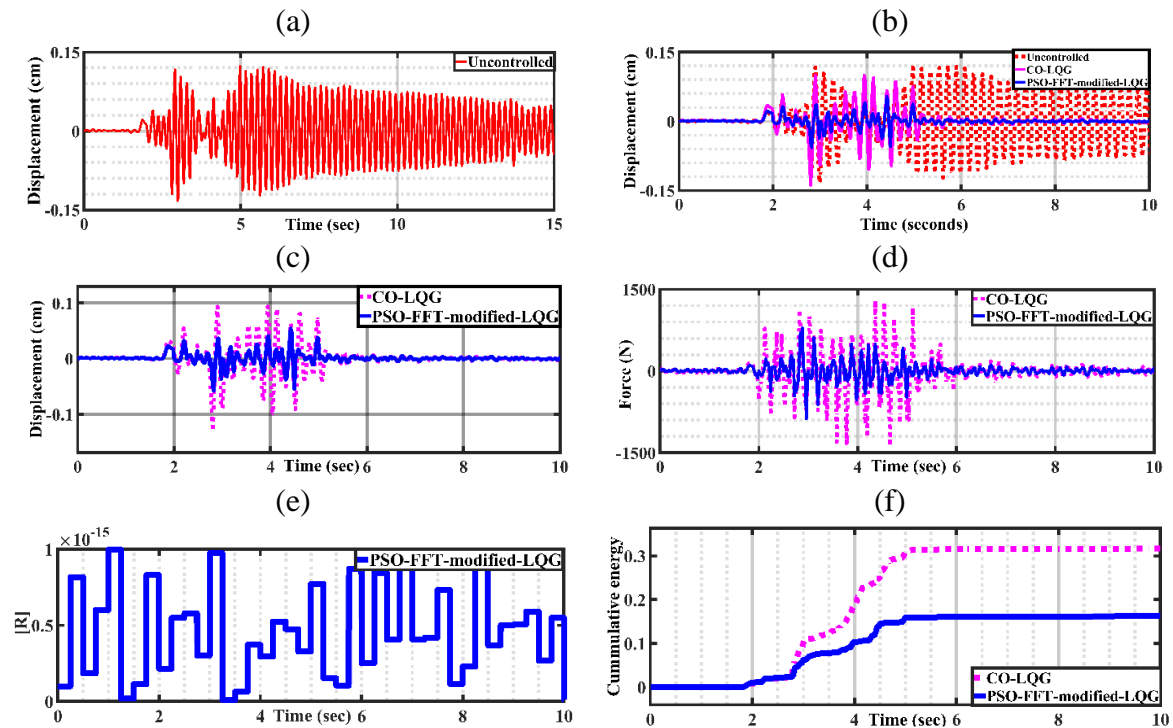 (a)
0.15
Uncontrolled
Displacement (cm)
0
-0.15
0 5 10 15
Time (sec)
(b)
0.15
Uncontrolled
CO-LQG
PSO-FFT-modified-LQG
Displacement (cm)
0
-0.15
0 2 4 6 8 10
Time (seconds)
(c)
0.1
CO-LQG
PSO-FFT-modified-LQG
Displacement (cm)
0
-0.1
0 2 4 6 8 10
Time (sec)
(d)
1500
CO-LQG
PSO-FFT-modified-LQG
Force (N)
0
-1500
0 2 4 6 8 10
Time (sec)
(e)
×10^-15
1
PSO-FFT-modified-LQG
[R]
0.5
0
0 2 4 6 8 10
Time (sec)
(f)
0.3
Cummulative energy
0.2
0.1
0
CO-LQG
PSO-FFT-modified-LQG
0 2 4 6 8 10
Time (sec)